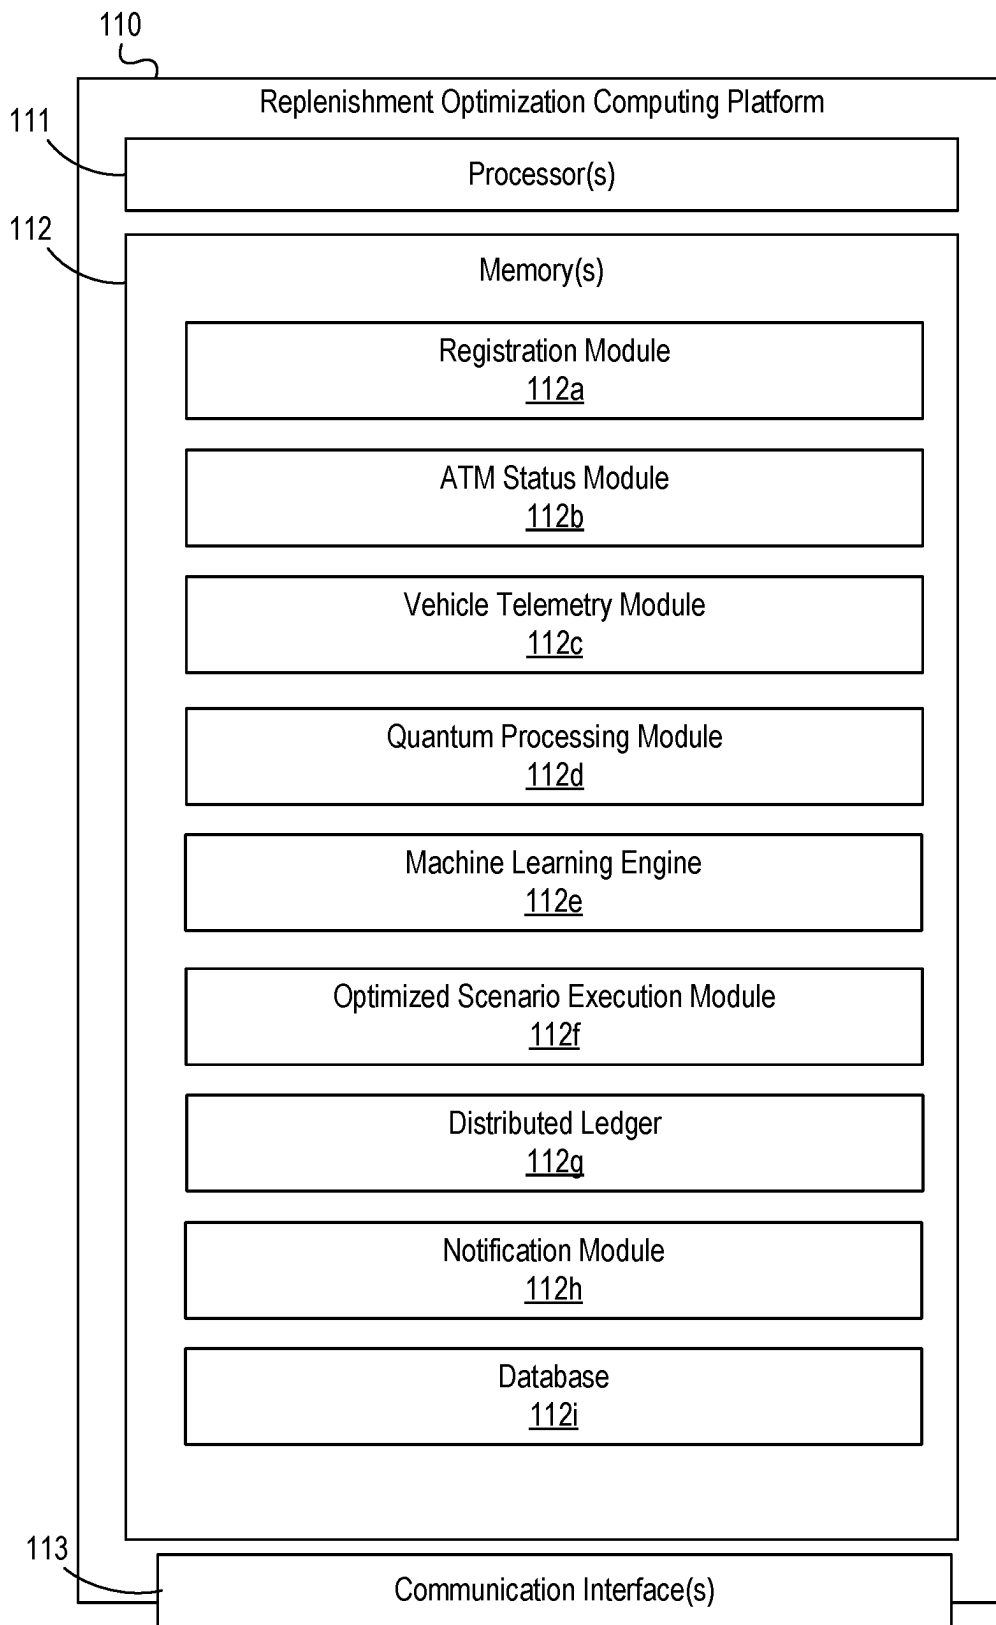 110
Replenishment Optimization Computing Platform
111
Processor(s)
112
Memory(s)
Registration Module
112a
ATM Status Module
112b
Vehicle Telemetry Module
112c
Quantum Processing Module
112d
Machine Learning Engine
112e
Optimized Scenario Execution Module
112f
Distributed Ledger
112g
Notification Module
112h
Database
112i
113
Communication Interface(s)